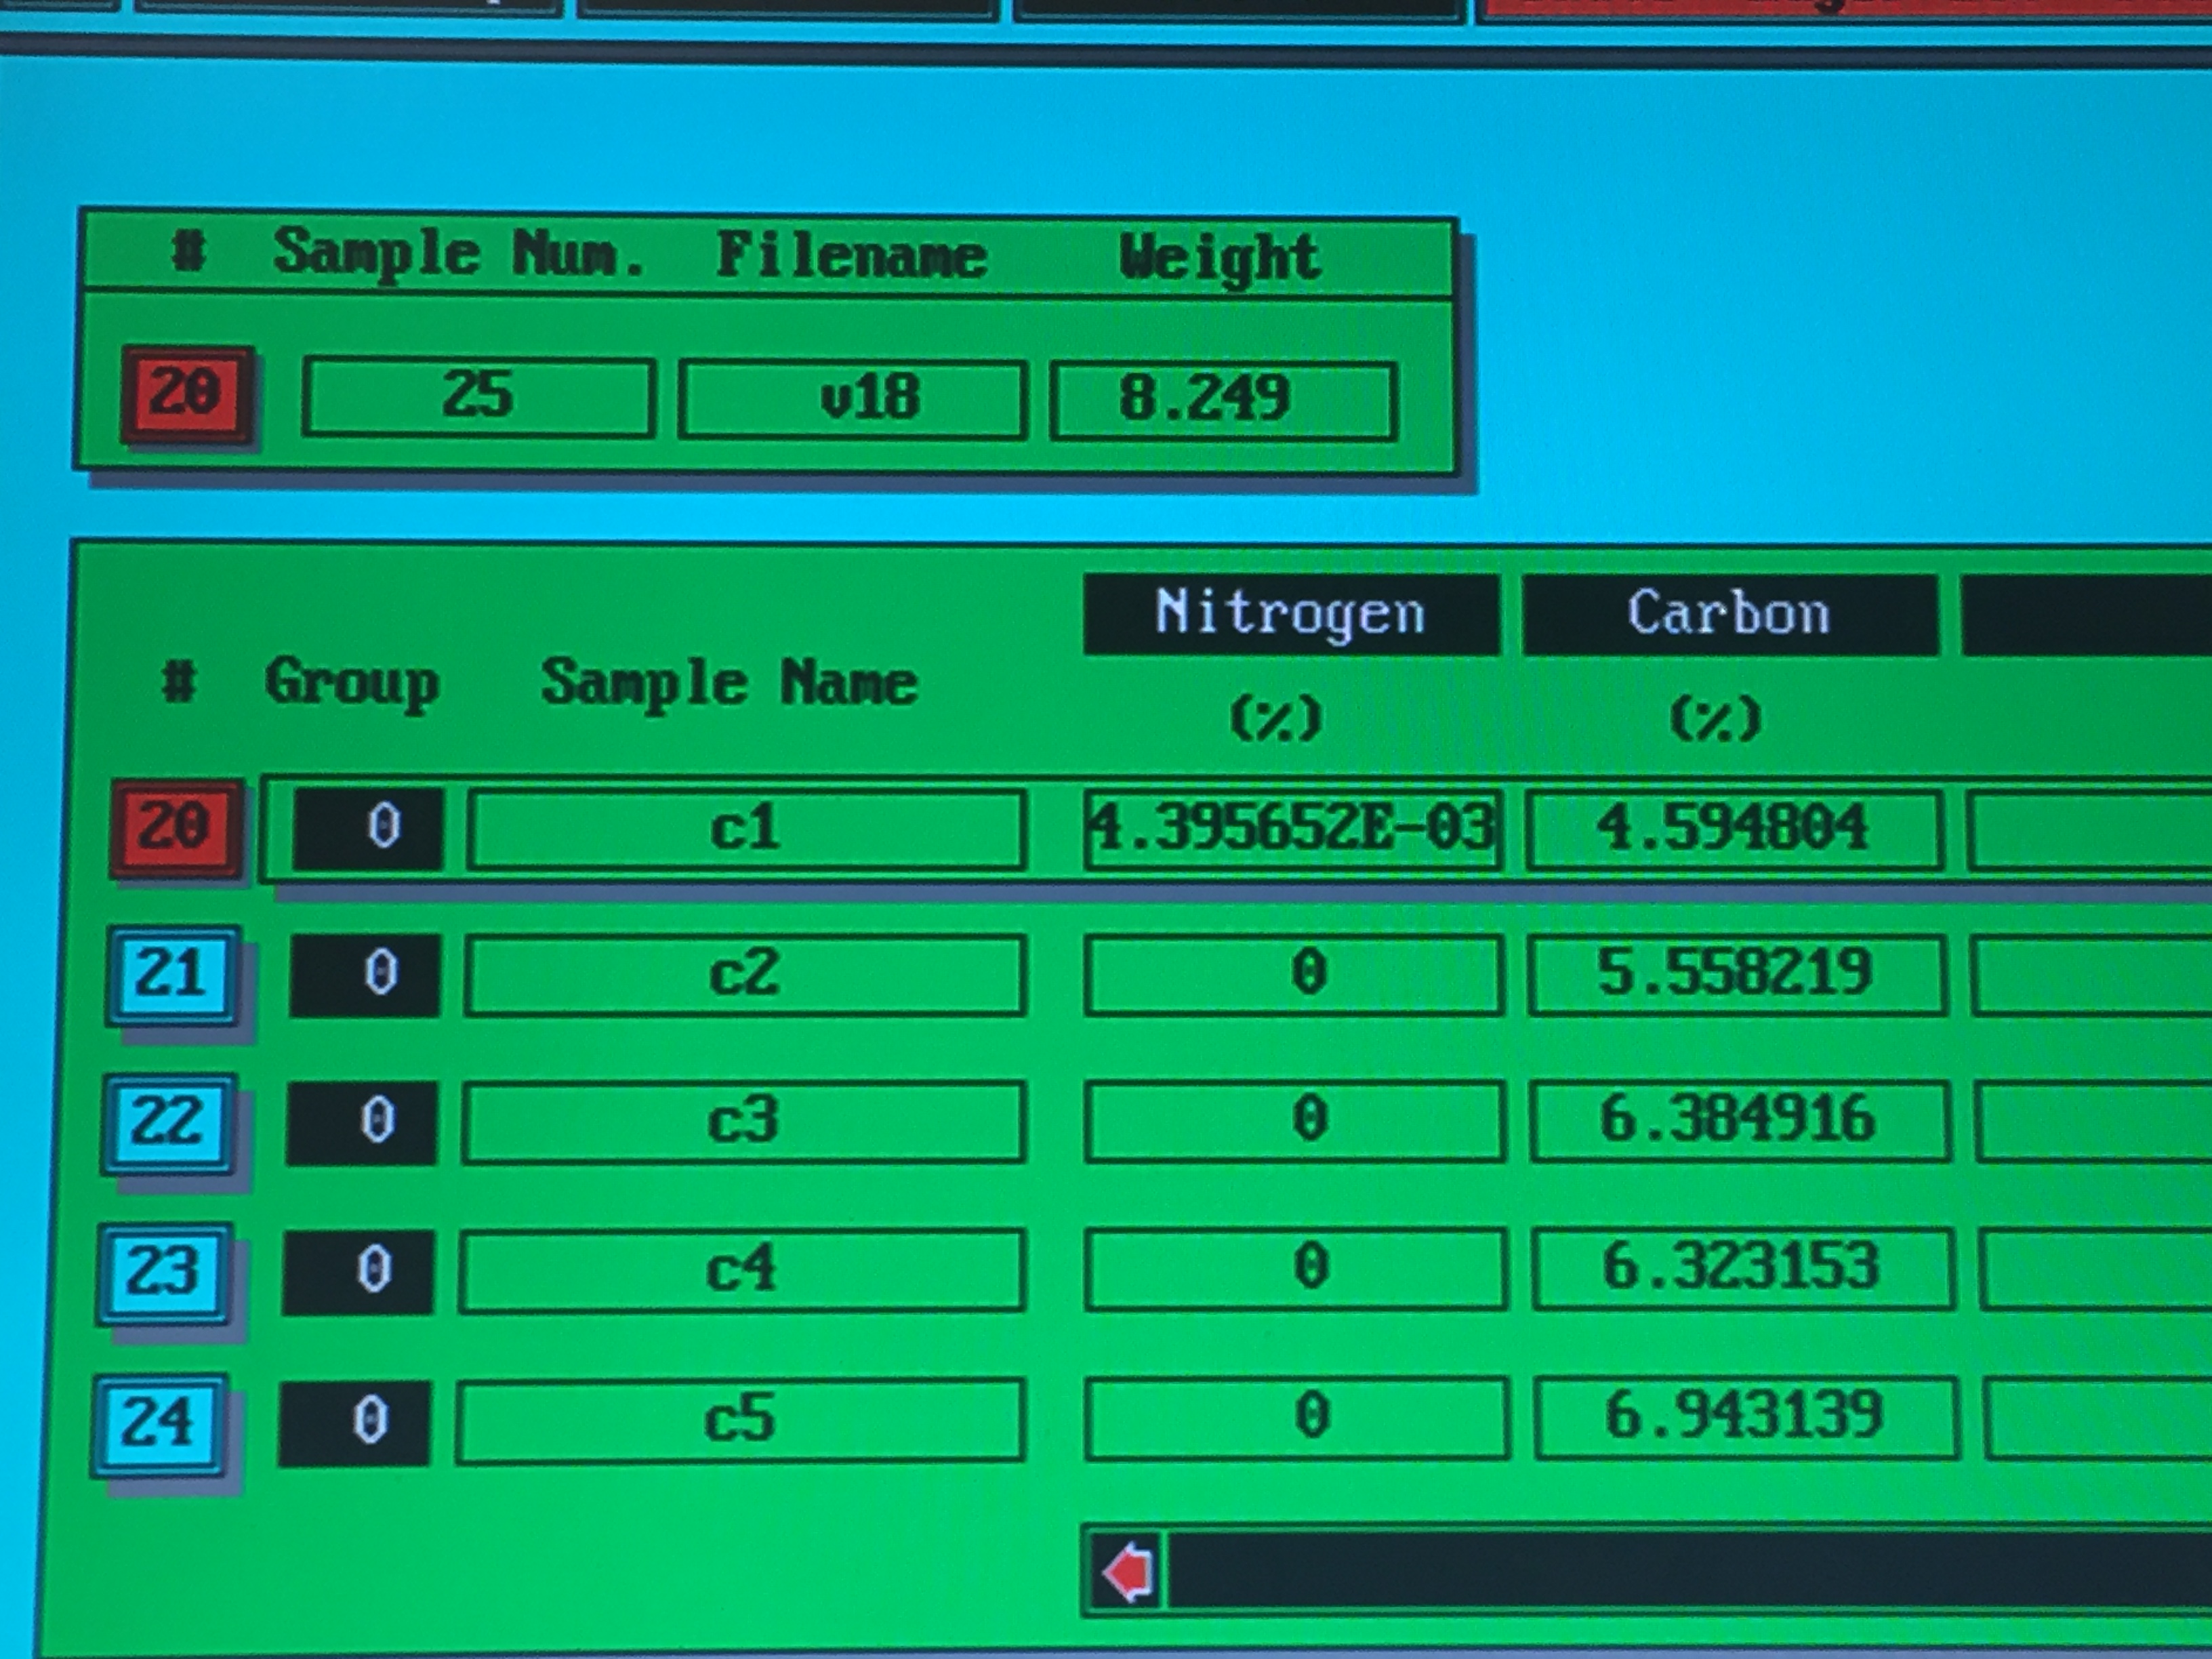 # Sample Num. Filename Weight
20 25 v18 8.249
Nitrogen Carbon
# Group Sample Name (%) (%)
20 0 c1 4.395652E-03 4.594804
21 0 c2 0 5.558219
22 0 c3 0 6.384916
23 0 c4 0 6.323153
24 0 c5 0 6.943139